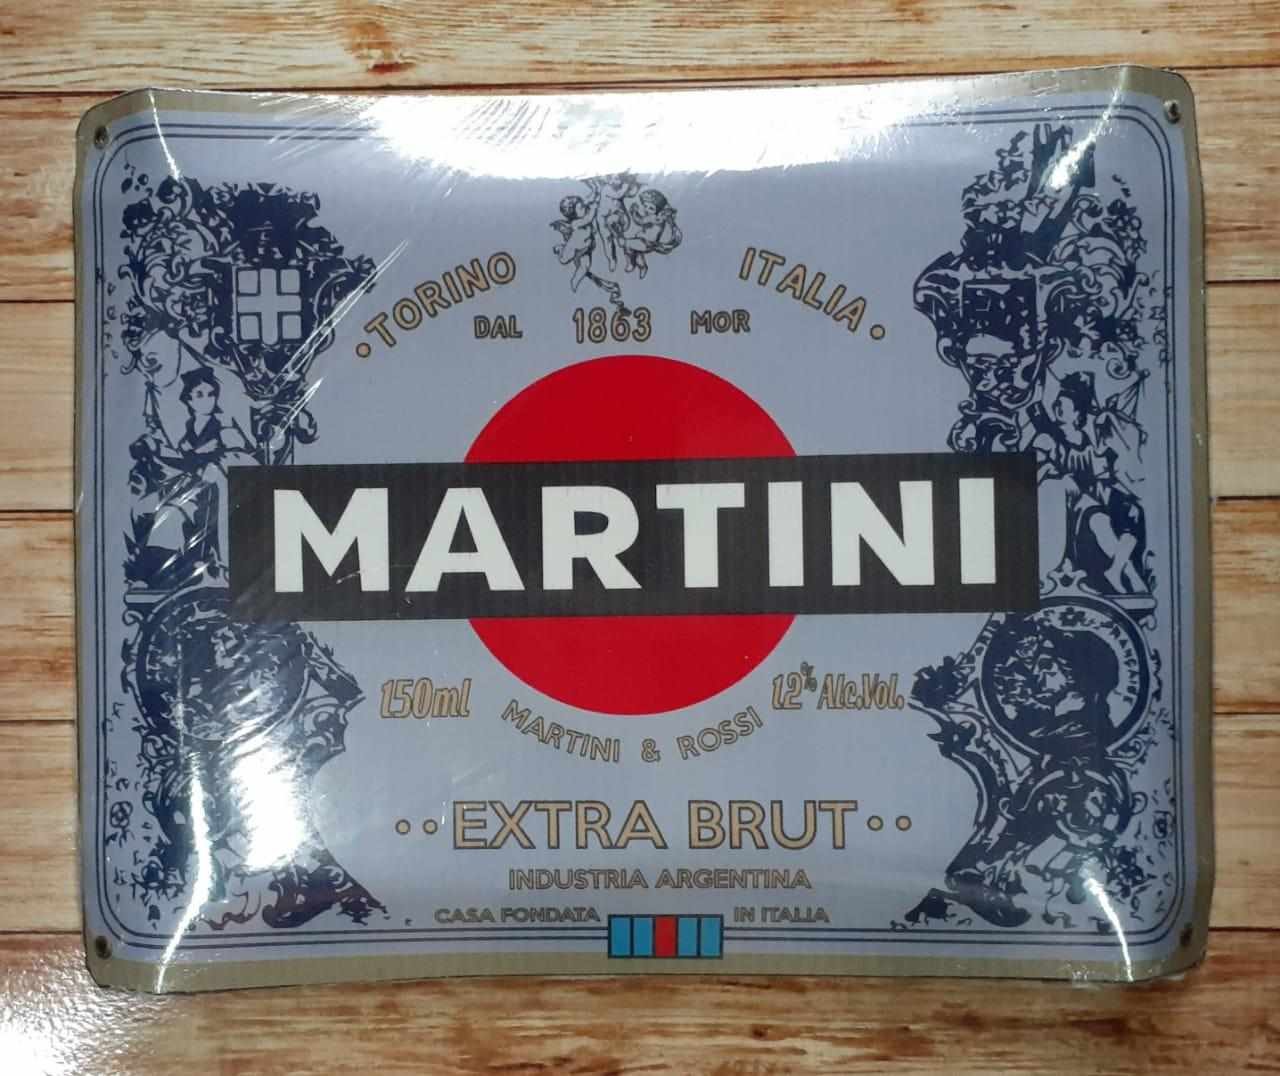 • TORINO ITALIA •
DAL 1863 MOR
MARTINI
150ml 12% Alc.Vol.
MARTINI & ROSSI
•• EXTRA BRUT ••
INDUSTRIA ARGENTINA
CASA FONDATA IN ITALIA